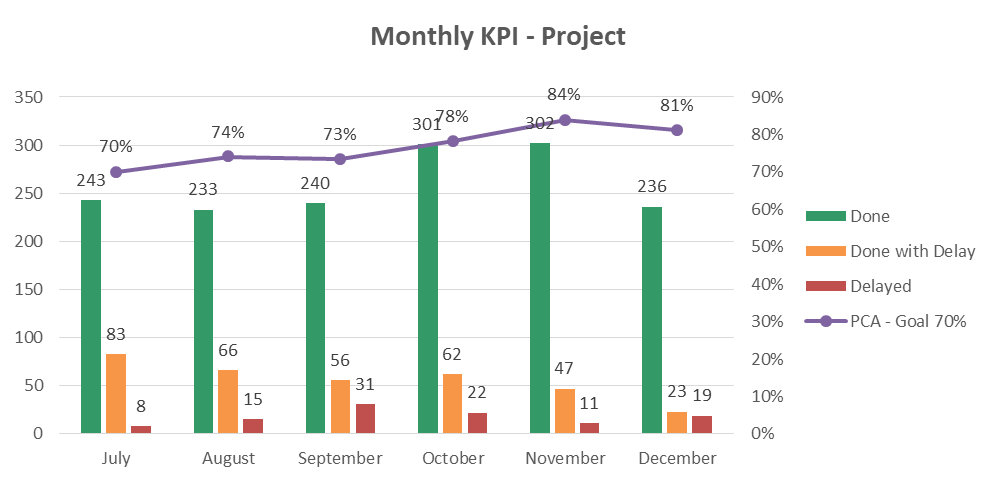 Monthly KPI - Project
350 90%
84%
78% 81%
301 302
300 80%
70% 74% 73%
243 233 240 236
250 70%
200 60%
150 50%
100 40%
50 30%
0 20%
10%
0%
83 66 56 62 47 23
8 15 31 22 11 19
July August September October November December
Done
Done with Delay
Delayed
PCA - Goal 70%